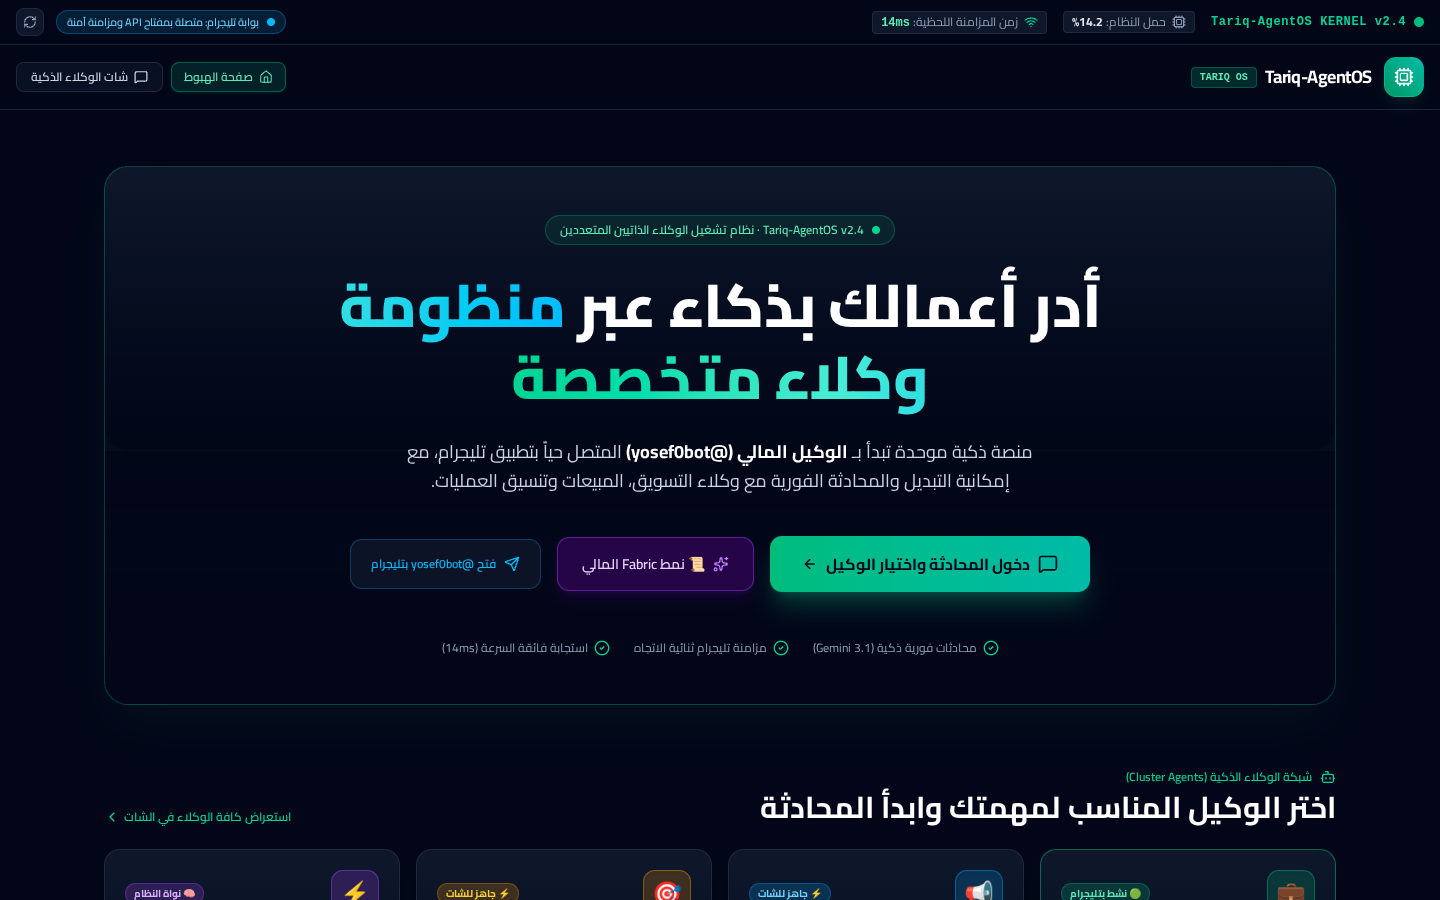 Tariq-AgentOS KERNEL v2.4
حمل النظام: 14.2%
زمن المزامنة اللحظية: 14ms
بوابة تليجرام: متصلة بمفتاح API ومزامنة آمنة
Tariq-AgentOS
TARIQ OS
صفحة الهبوط
شات الوكلاء الذكية
Tariq-AgentOS v2.4 · نظام تشغيل الوكلاء الذاتيين المتعددين
أدر أعمالك بذكاء عبر منظومة
وكلاء متخصصة
منصة ذكية موحدة تبدأ بـ الوكيل المالي (@yosef0bot) المتصل حياً بتطبيق تليجرام، مع
إمكانية التبديل والمحادثة الفورية مع وكلاء التسويق، المبيعات وتنسيق العمليات.
دخول المحادثة واختيار الوكيل
📜 نمط Fabric المالي
فتح @yosef0bot بتليجرام
محادثات فورية ذكية (Gemini 3.1)
مزامنة تليجرام ثنائية الاتجاه
استجابة فائقة السرعة (14ms)
شبكة الوكلاء الذكية (Cluster Agents)
اختر الوكيل المناسب لمهمتك وابدأ المحادثة
استعراض كافة الوكلاء في الشات
🟢 نشط بتليجرام
⚡ جاهز للشات
⚡ جاهز للشات
🧠 نواة النظام